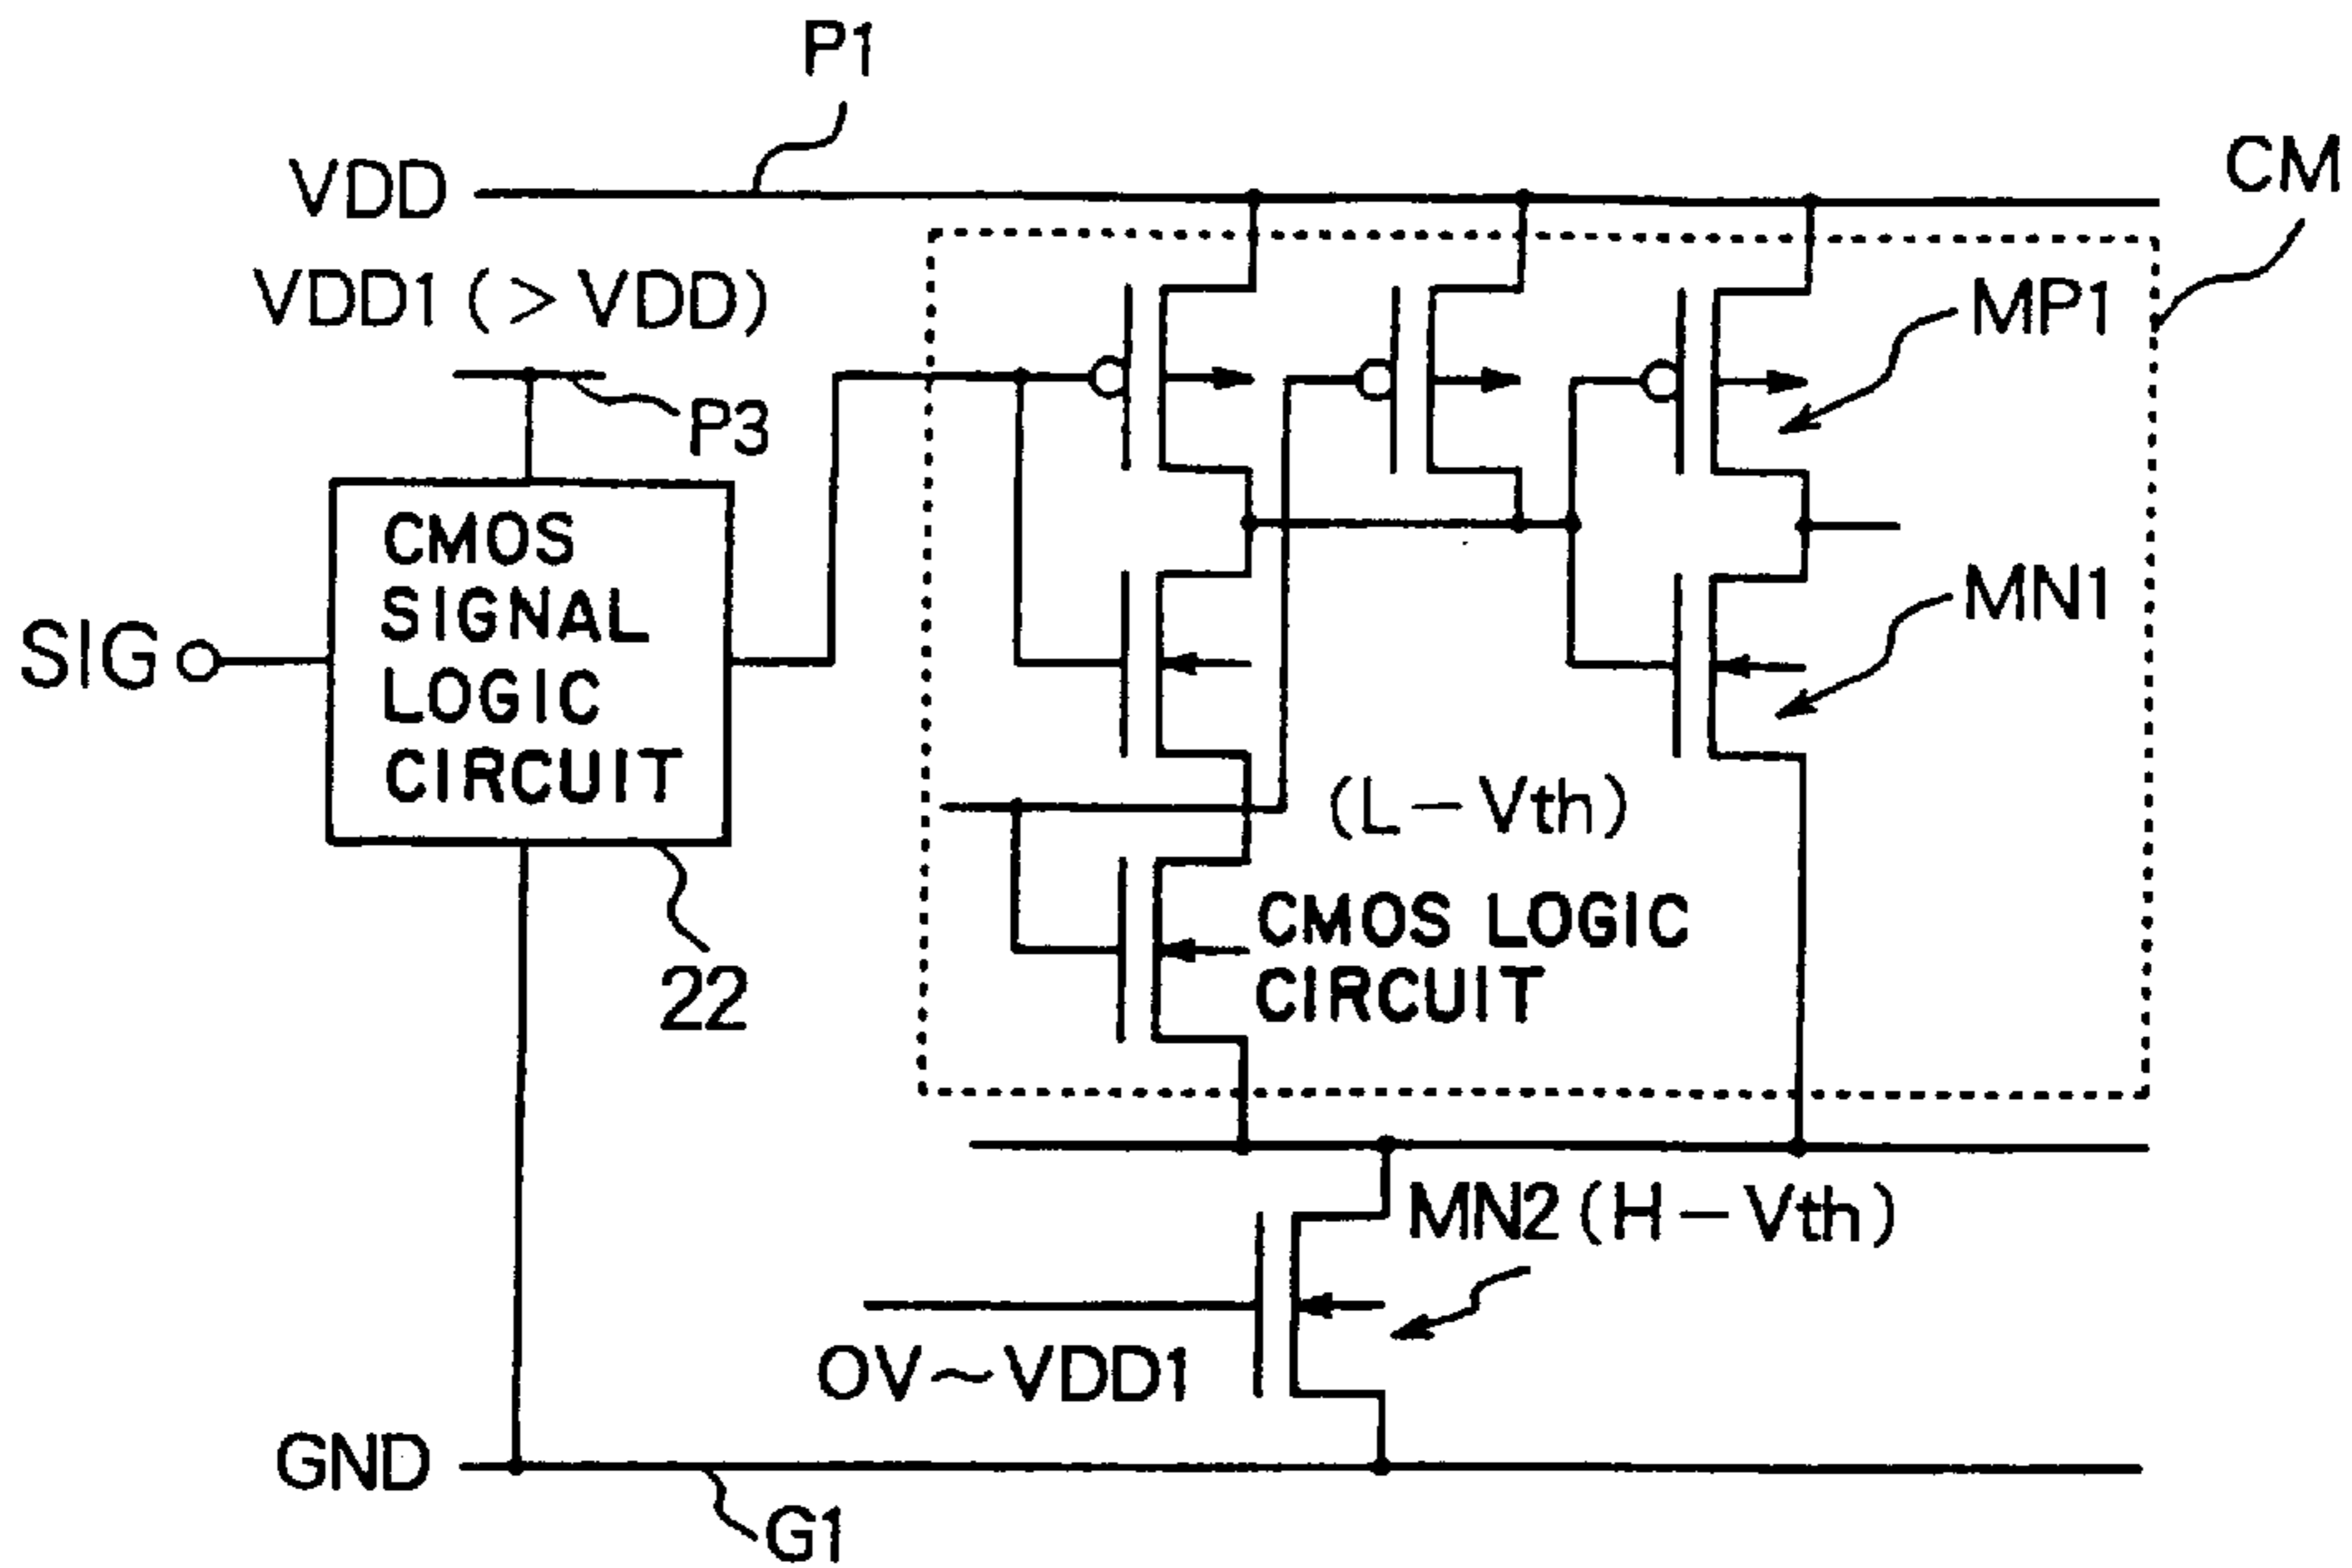 P1
VDD
CM
VDD1 (> VDD)
MP1
P3
CMOS
SIGNAL
LOGIC
CIRCUIT
SIG
MN1
(L-Vth)
CMOS LOGIC
CIRCUIT
22
MN2 (H-Vth)
0V~VDD1
GND
G1